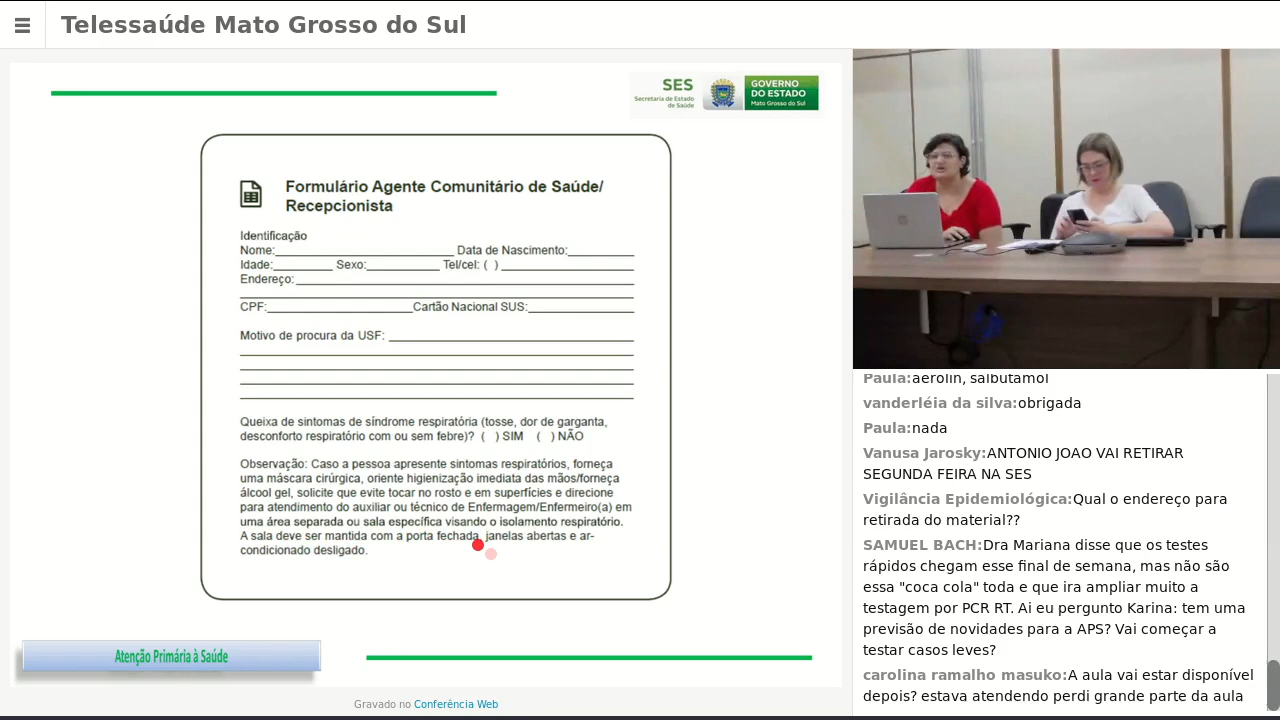 Telessaúde Mato Grosso do Sul
SES
Secretaria de Estado
de Saúde
GOVERNO
DO ESTADO
Mato Grosso do Sul
Formulário Agente Comunitário de Saúde/
Recepcionista
Identificação
Nome:__________ Data de Nascimento:__________
Idade:_________ Sexo:___________ Tel/cel: ( ) ____________________
Endereço:
CPF:______________________Cartão Nacional SUS:________________
Motivo de procura da USF:
Queixa de sintomas de síndrome respiratória (tosse, dor de garganta,
desconforto respiratório com ou sem febre)? ( ) SIM ( ) NÃO
Observação: Caso a pessoa apresente sintomas respiratórios, forneça
uma máscara cirúrgica, oriente higienização imediata das mãos/forneça
álcool gel, solicite que evite tocar no rosto e em superfícies e direcione
para atendimento do auxiliar ou técnico de Enfermagem/Enfermeiro(a) em
uma área separada ou sala específica visando o isolamento respiratório.
A sala deve ser mantida com a porta fechada, janelas abertas e ar-
condicionado desligado.
Atenção Primária à Saúde
Gravado no Conferência Web
Paula:aerolin, salbutamol
vanderléia da silva:obrigada
Paula:nada
Vanusa Jarosky:ANTONIO JOAO VAI RETIRAR
SEGUNDA FEIRA NA SES
Vigilância Epidemiológica:Qual o endereço para
retirada do material??
SAMUEL BACH:Dra Mariana disse que os testes
rápidos chegam esse final de semana, mas não são
essa "coca cola" toda e que ira ampliar muito a
testagem por PCR RT. Ai eu pergunto Karina: tem uma
previsão de novidades para a APS? Vai começar a
testar casos leves?
carolina ramalho masuko:A aula vai estar disponível
depois? estava atendendo perdi grande parte da aula